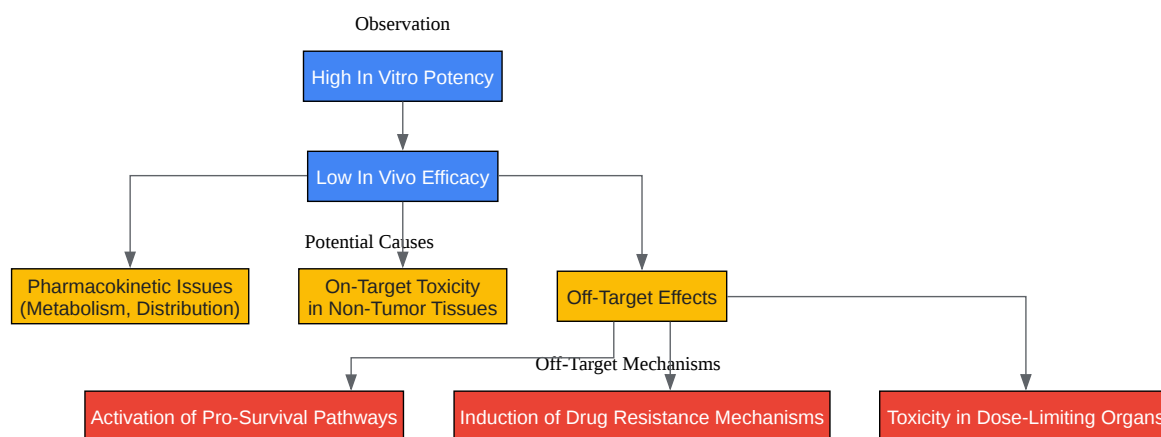 Observation
High In Vitro Potency
Low In Vivo Efficacy
Potential Causes
Pharmacokinetic Issues
(Metabolism, Distribution)
On-Target Toxicity
in Non-Tumor Tissues
Off-Target Effects
Off-Target Mechanisms
Activation of Pro-Survival Pathways
Induction of Drug Resistance Mechanisms
Toxicity in Dose-Limiting Organs